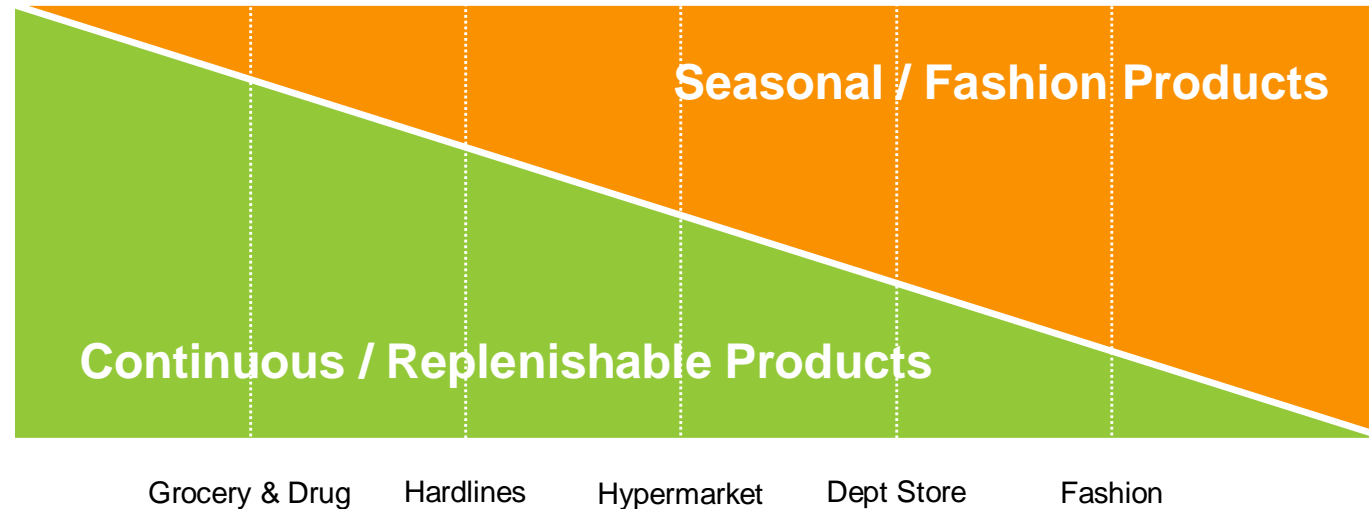 Seasonal / Fashion Products
Continuous / Replenishable Products
Grocery & Drug Hardlines Hypermarket Dept Store Fashion